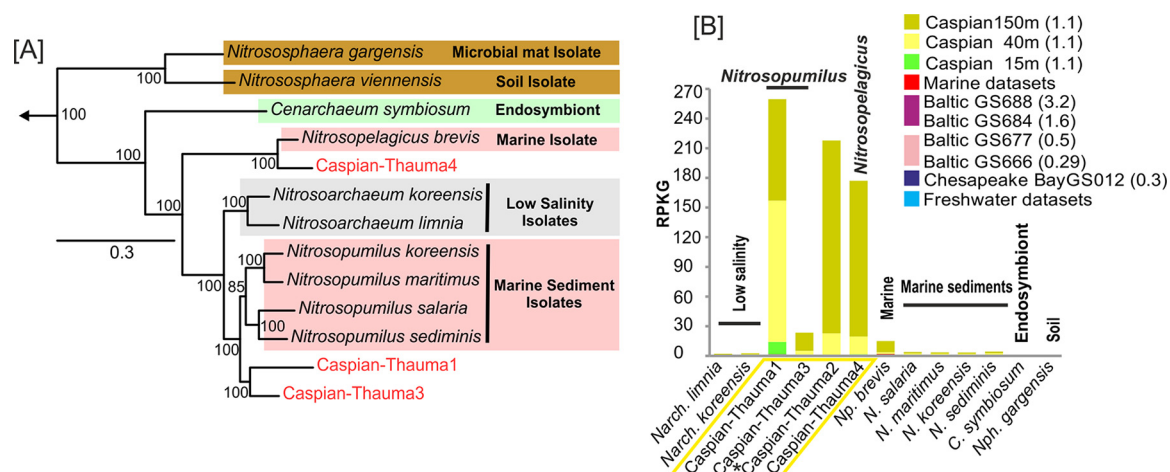 [A]
Nitrososphaera gargensis Microbial mat Isolate
100
Nitrososphaera viennensis Soil Isolate
100
Cenarchaeum symbiosum Endosymbiont
100
Nitrosopelagicus brevis Marine Isolate
100
Caspian-Thauma4
100
Nitrosoarchaeum koreensis
100
Nitrosoarchaeum limnia
Low Salinity
Isolates
0.3
100
Nitrosopumilus koreensis
100
85
Nitrosopumilus maritimus
Nitrosopumilus salaria
100
Nitrosopumilus sediminis
Marine Sediment
Isolates
100
Caspian-Thauma1
100
Caspian-Thauma3
[B]
Caspian150m (1.1)
Caspian 40m (1.1)
Caspian 15m (1.1)
Marine datasets
Baltic GS688 (3.2)
Baltic GS684 (1.6)
Baltic GS677 (0.5)
Baltic GS666 (0.29)
Chesapeake BayGS012 (0.3)
Freshwater datasets
Nitrosopumilus
Nitrosopelagicus
RPKG
270
240
210
180
150
120
90
60
30
0
Low salinity
Marine
Marine sediments
Endosymbiont
Soil
Narch. limnia
Narch. koreensis
Caspian-Thauma1
Caspian-Thauma3
*Caspian-Thauma2
Caspian-Thauma4
Np. brevis
N. salaria
N. maritimus
N. koreensis
N. sediminis
C. symbiosum
Nph. gargensis